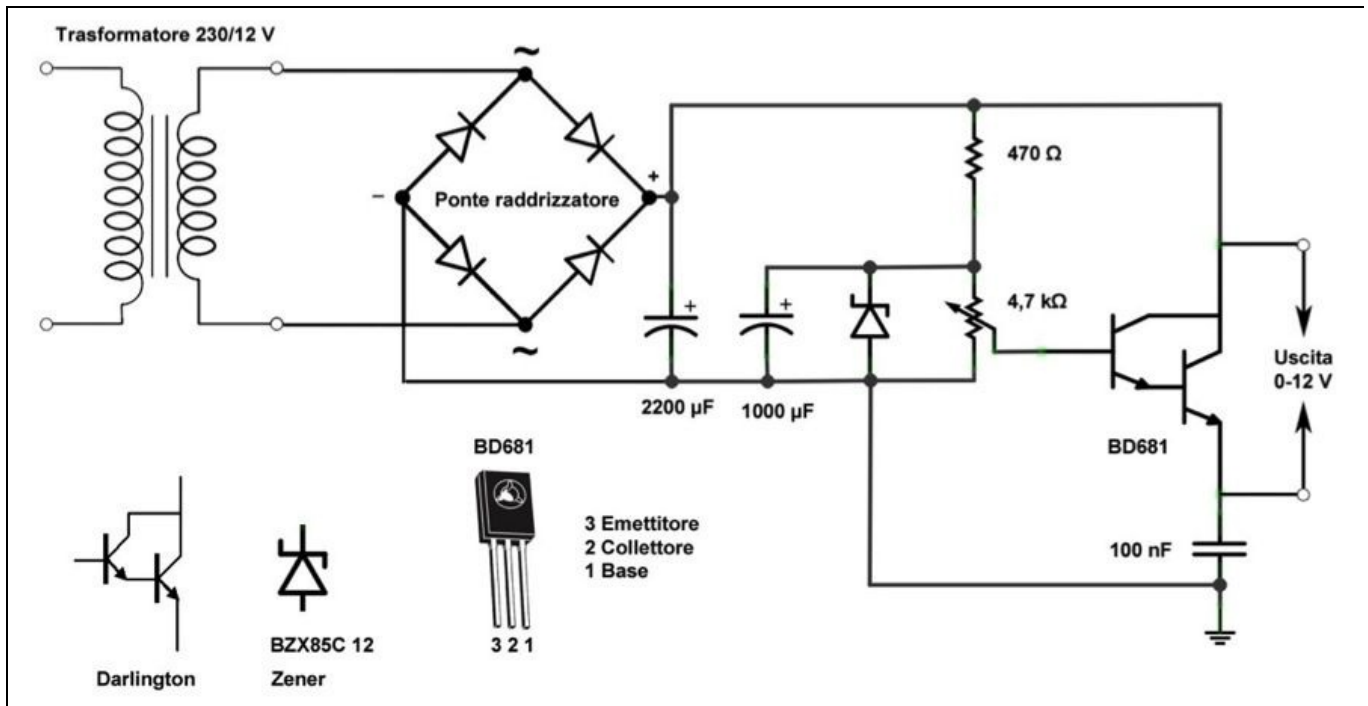 Trasformatore 230/12 V
~
+
470 Ω
–
Ponte raddrizzatore
4,7 kΩ
+
+
~
Uscita
0-12 V
2200 µF
1000 µF
BD681
BD681
3 Emettitore
2 Collettore
1 Base
100 nF
3 2 1
BZX85C 12
Darlington
Zener